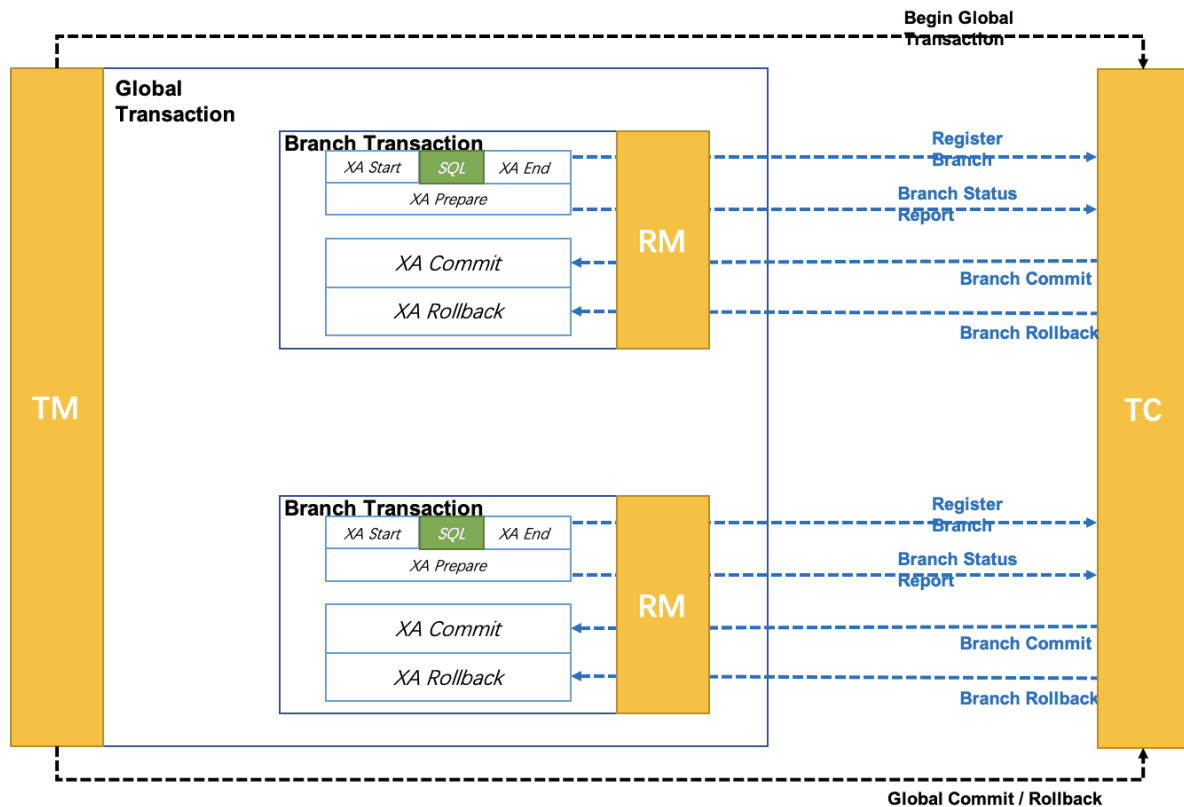 Begin Global
Transaction
Global
Transaction
TM
Branch Transaction
XA Start
SQL
XA End
XA Prepare
XA Commit
XA Rollback
RM
Register
Branch
Branch Status
Report
Branch Commit
Branch Rollback
TC
Branch Transaction
XA Start
SQL
XA End
XA Prepare
XA Commit
XA Rollback
RM
Register
Branch
Branch Status
Report
Branch Commit
Branch Rollback
Global Commit / Rollback